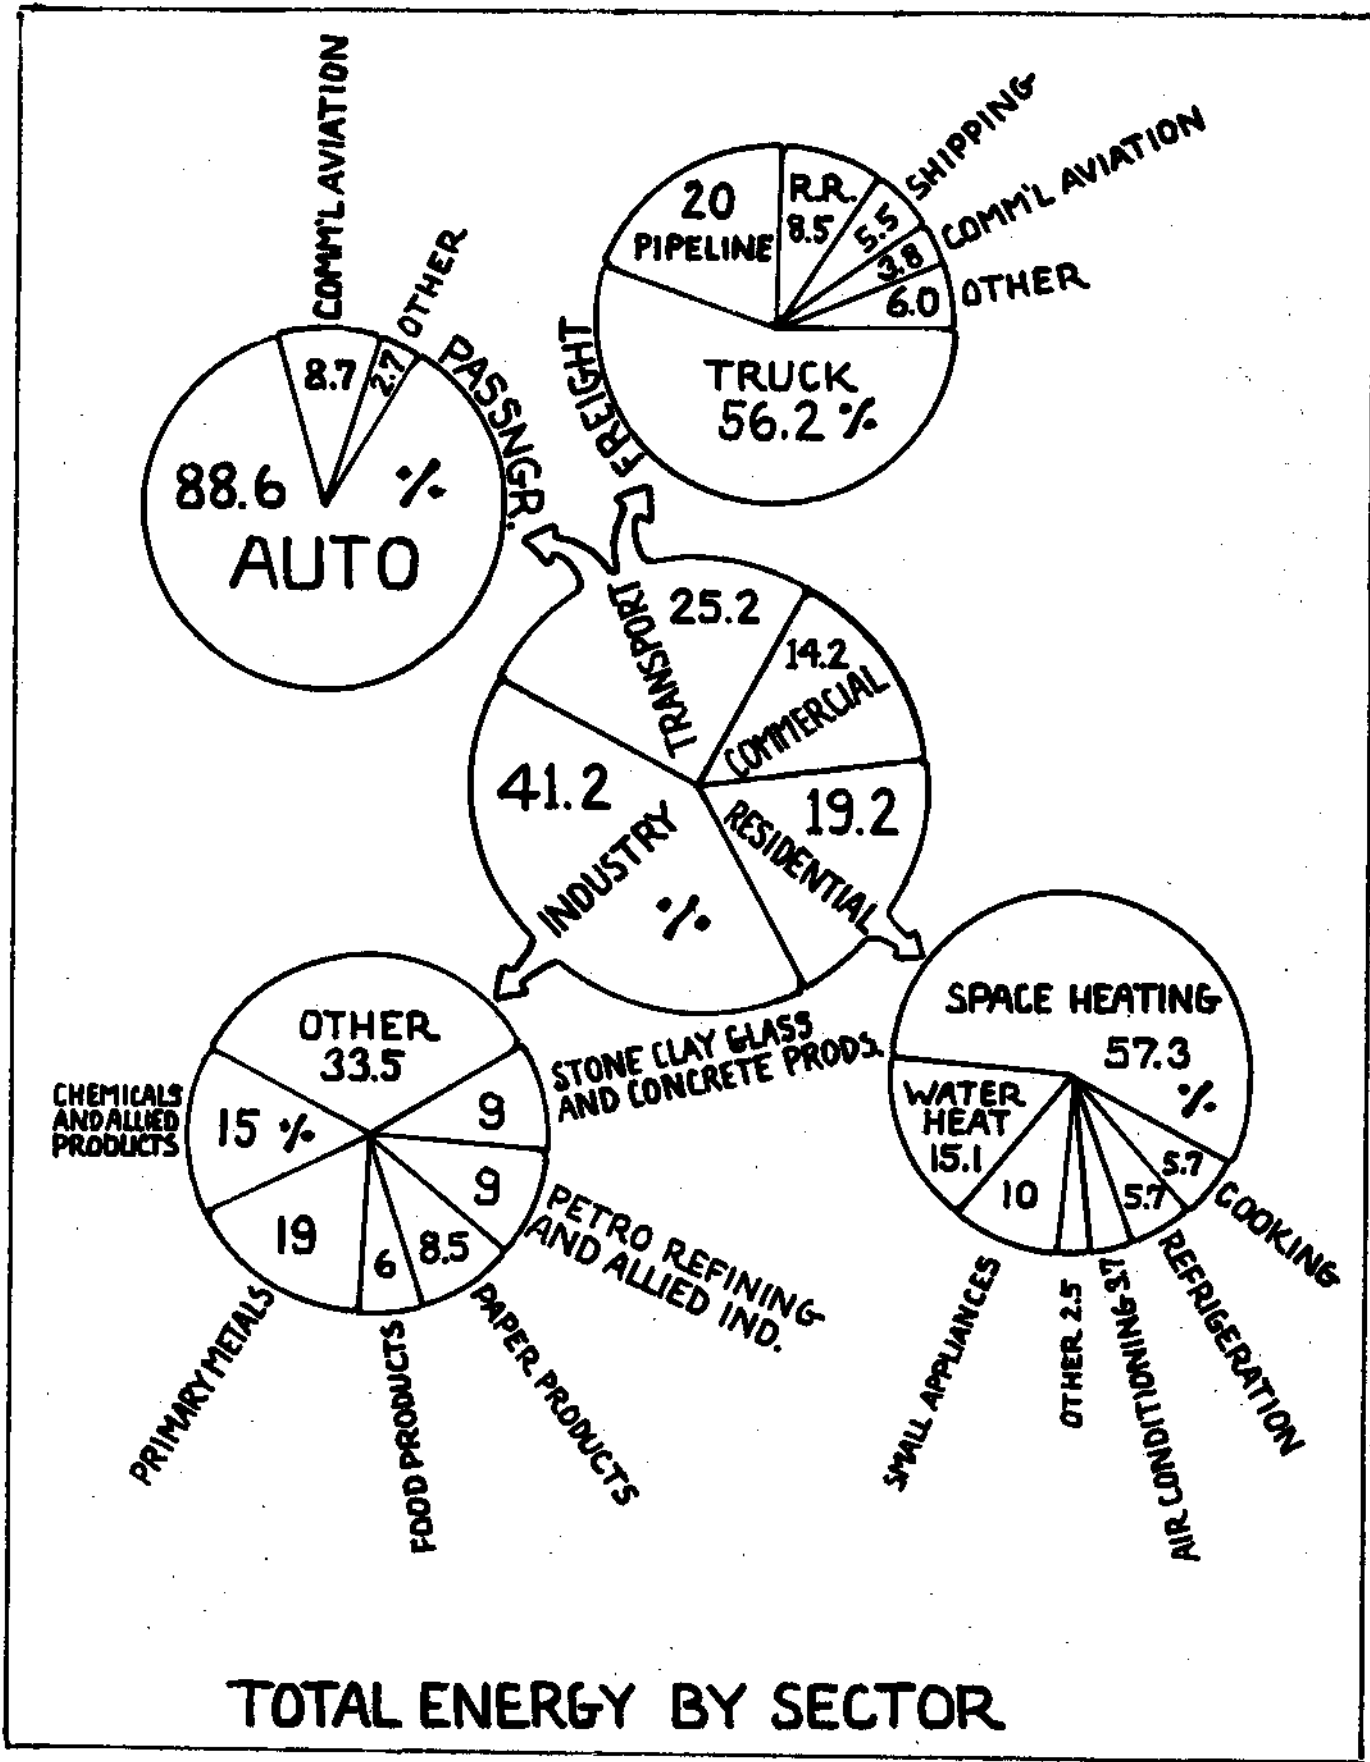 COMM'L AVIATION
8.7
OTHER
2.7
PASSNGR.
88.6 %
AUTO
FREIGHT
20
PIPELINE
R.R.
8.5
SHIPPING
5.5
COMM'L AVIATION
3.8
OTHER
6.0
TRUCK
56.2 %
TRANSPORT
25.2
14.2
COMMERCIAL
19.2
RESIDENTIAL
41.2
INDUSTRY
%
OTHER
33.5
STONE CLAY GLASS
AND CONCRETE PRODS.
9
CHEMICALS
AND ALLIED
PRODUCTS
15 %
9
PETRO REFINING
AND ALLIED IND.
19
PRIMARY METALS
6
FOOD PRODUCTS
8.5
PAPER PRODUCTS
SPACE HEATING
57.3
%
WATER
HEAT
15.1
10
SMALL APPLIANCES
OTHER 2.5
AIR CONDITIONING 3.7
5.7
REFRIGERATION
5.7
COOKING
TOTAL ENERGY BY SECTOR